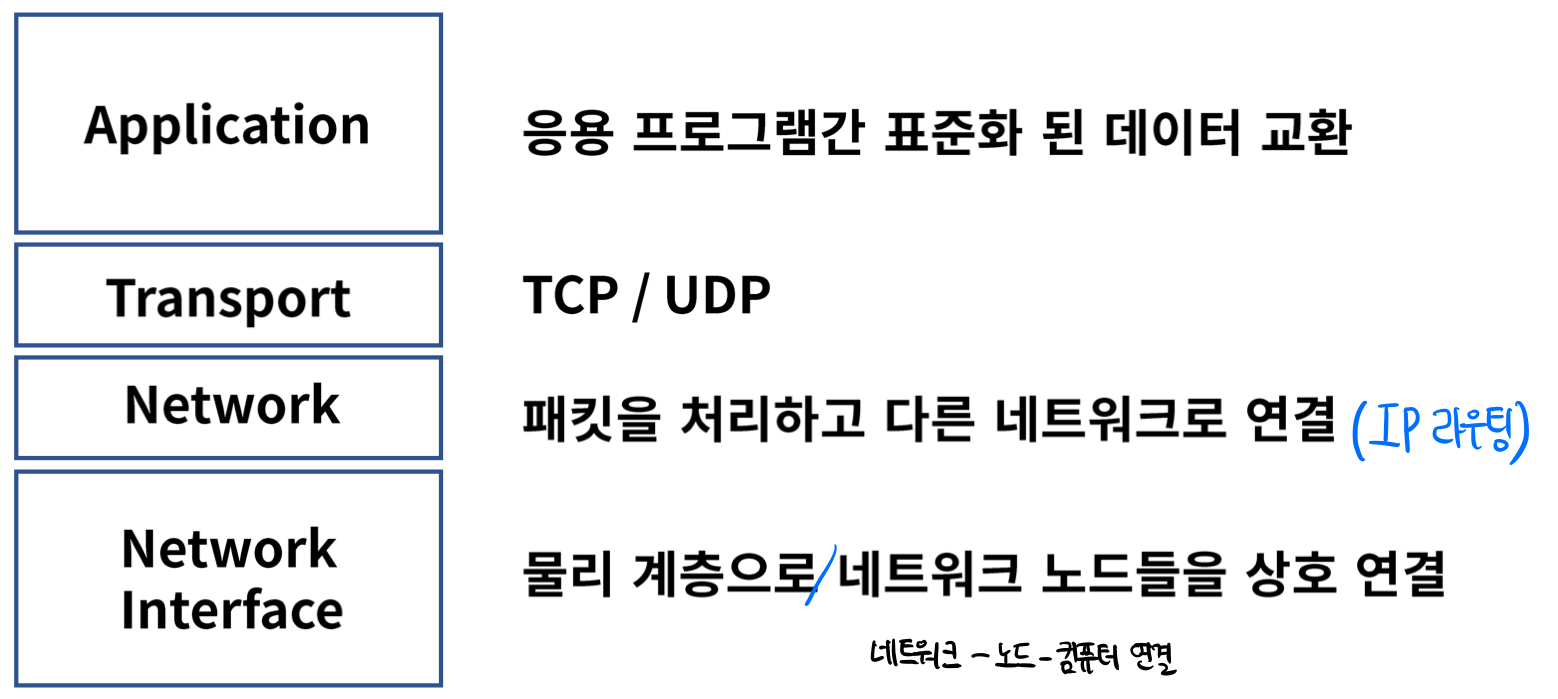 Application
응용 프로그램간 표준화 된 데이터 교환
Transport
TCP / UDP
Network
패킷을 처리하고 다른 네트워크로 연결 (IP 라우팅)
Network
Interface
물리 계층으로/네트워크 노드들을 상호 연결
네트워크 - 노드 - 컴퓨터 연결